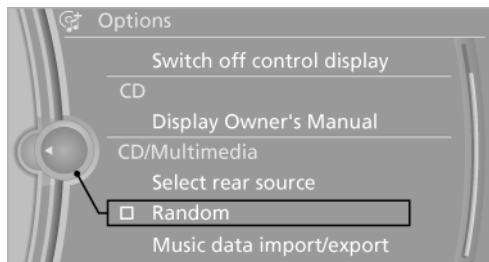 Options
Switch off control display
CD
Display Owner's Manual
CD/Multimedia
Select rear source
Random
Music data import/export